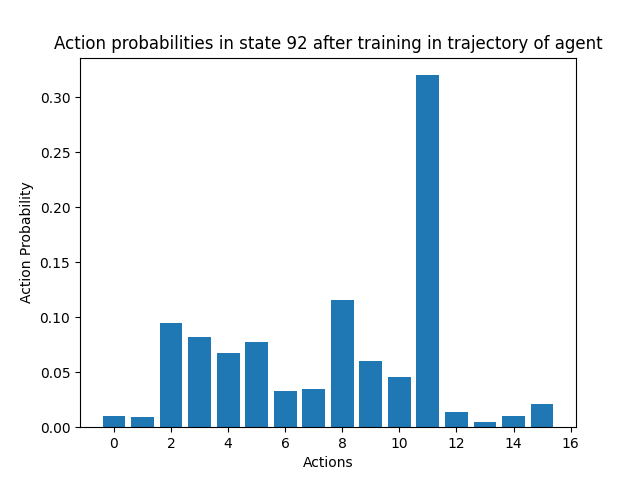 Action probabilities in state 92 after training in trajectory of agent
0.30
0.25
0.20
0.15
0.10
0.05
0.00
Action Probability
0 2 4 6 8 10 12 14 16
Actions